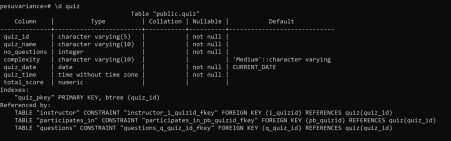 pesuvariance=# \d quiz
Table "public.quiz"
Column | Type | Collation | Nullable | Default
quiz_id | character varying(5) | | not null |
quiz_name | character varying(10) | | not null |
no_questions | integer | | not null |
complexity | character varying(10) | | | 'Medium'::character varying
quiz_date | date | | not null | CURRENT_DATE
quiz_time | time without time zone | | not null |
total_score | numeric | | |
Indexes:
"quiz_pkey" PRIMARY KEY, btree (quiz_id)
Referenced by:
TABLE "instructor" CONSTRAINT "instructor_i_quizid_fkey" FOREIGN KEY (i_quizid) REFERENCES quiz(quiz_id)
TABLE "participates_in" CONSTRAINT "participates_in_pb_quizid_fkey" FOREIGN KEY (pb_quizid) REFERENCES quiz(quiz_id)
TABLE "questions" CONSTRAINT "questions_q_quiz_id_fkey" FOREIGN KEY (q_quiz_id) REFERENCES quiz(quiz_id)